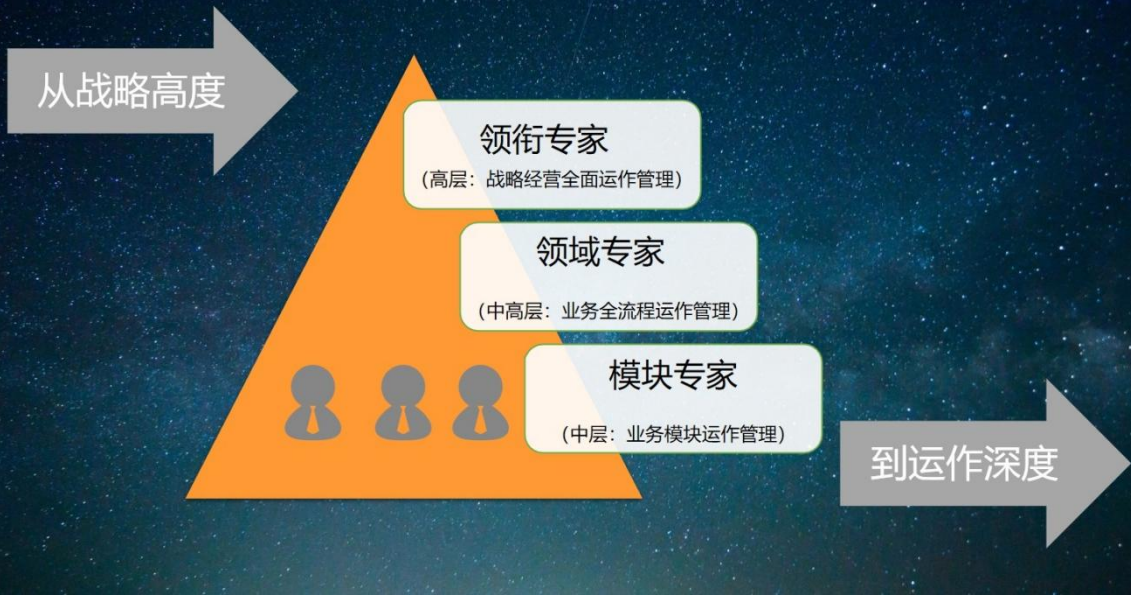 从战略高度
领衔专家
（高层：战略经营全面运作管理）
领域专家
（中高层：业务全流程运作管理）
模块专家
（中层：业务模块运作管理）
到运作深度